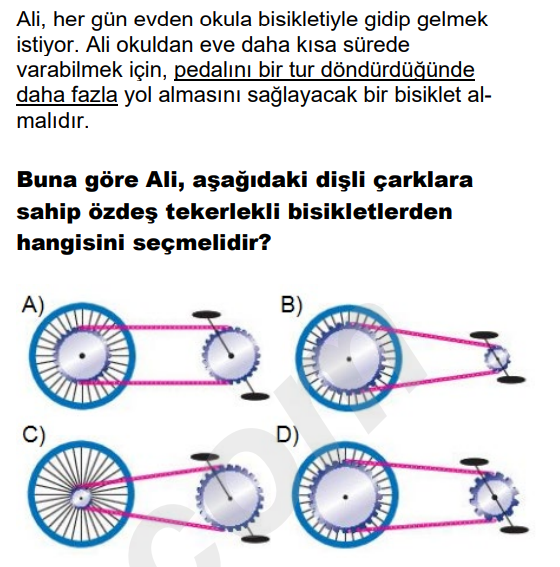 Ali, her gün evden okula bisikletiyle gidip gelmek
istiyor. Ali okuldan eve daha kısa sürede
varabilmek için, pedalını bir tur döndürdüğünde
daha fazla yol almasını sağlayacak bir bisiklet al-
malıdır.
Buna göre Ali, aşağıdaki dişli çarklara
sahip özdeş tekerlekli bisikletlerden
hangisini seçmelidir?
A)
B)
C)
D)
com